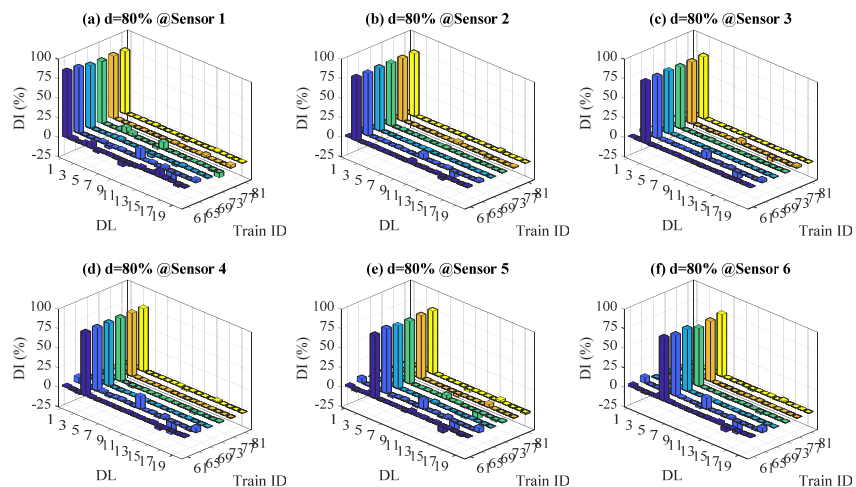 (a) d=80% @Sensor 1
(b) d=80% @Sensor 2
(c) d=80% @Sensor 3
100
75
50
25
0
-25
DI (%)
1 3 5 7 9 11 13 15 17 19
DL
61 65 69 73 77 81
Train ID
100
75
50
25
0
-25
DI (%)
1 3 5 7 9 11 13 15 17 19
DL
61 65 69 73 77 81
Train ID
100
75
50
25
0
-25
DI (%)
1 3 5 7 9 11 13 15 17 19
DL
61 65 69 73 77 81
Train ID
(d) d=80% @Sensor 4
(e) d=80% @Sensor 5
(f) d=80% @Sensor 6
100
75
50
25
0
-25
DI (%)
1 3 5 7 9 11 13 15 17 19
DL
61 65 69 73 77 81
Train ID
100
75
50
25
0
-25
DI (%)
1 3 5 7 9 11 13 15 17 19
DL
61 65 69 73 77 81
Train ID
100
75
50
25
0
-25
DI (%)
1 3 5 7 9 11 13 15 17 19
DL
61 65 69 73 77 81
Train ID